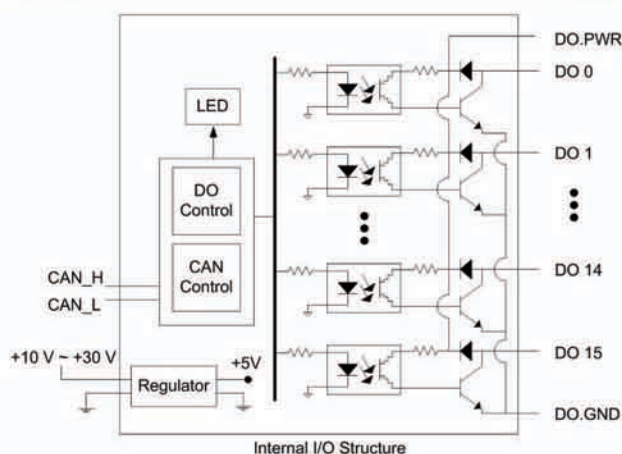 DO.PWR
DO 0
LED
DO 1
DO
Control
CAN
Control
CAN_H
CAN_L
DO 14
+10 V ~ +30 V
Regulator
+5V
DO 15
DO.GND
Internal I/O Structure